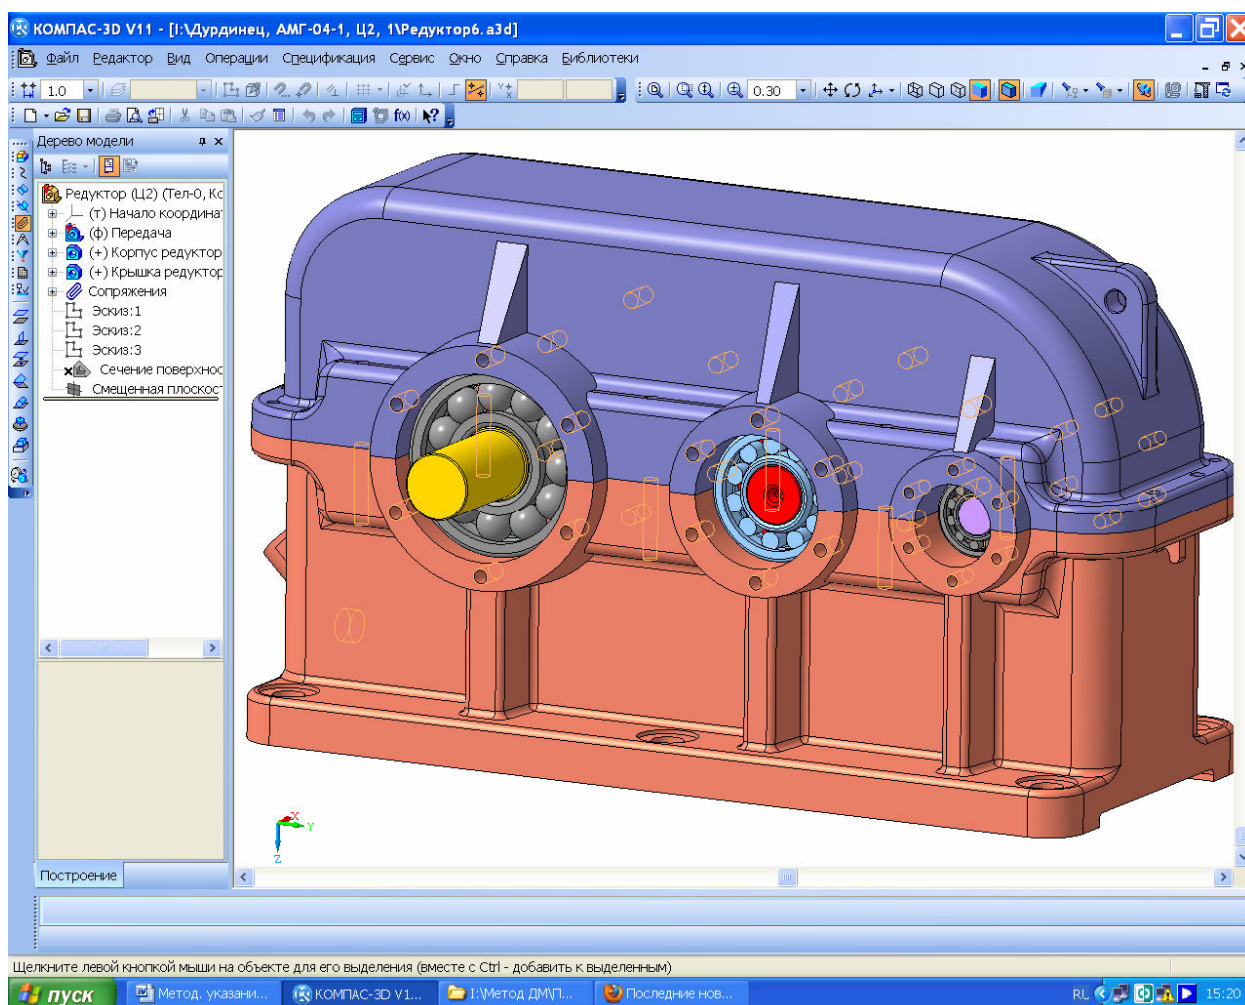 КОМПАС-3D V11 - [I:\Дурдинец, АМГ-04-1, Ц2, 1\Редуктор6.a3d]
Файл Редактор Вид Операции Спецификация Сервис Окно Справка Библиотеки
1.0 0.30
f(x)
Дерево модели
Редуктор (Ц2) (Тел-0, Кс
(т) Начало координат
(ф) Передача
(+) Корпус редуктор
(+) Крышка редуктор
Сопряжения
Эскиз:1
Эскиз:2
Эскиз:3
Сечение поверхнос
Смещенная плоскост
X
Y
Z
Построение
Щелкните левой кнопкой мыши на объекте для его выделения (вместе с Ctrl - добавить к выделенным)
пуск Метод. указани... КОМПАС-3D V1... I:\Метод ДМ\П... Последние нов... RL 15:20